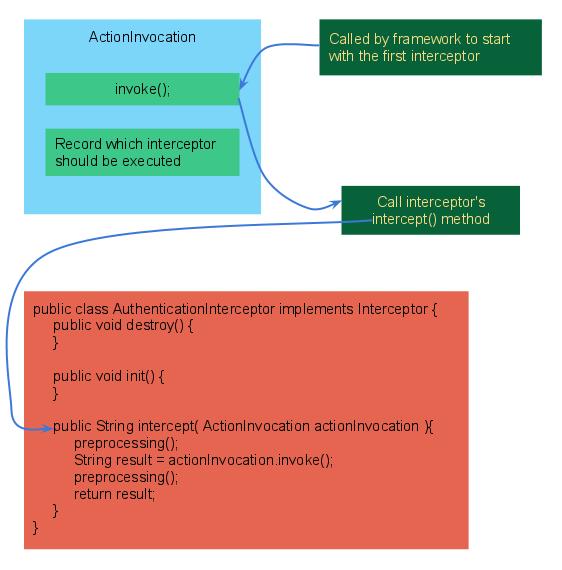 ActionInvocation
invoke();
Record which interceptor
should be executed
Called by framework to start
with the first interceptor
Call interceptor's
intercept() method
public class AuthenticationInterceptor implements Interceptor {
public void destroy() {
}
public void init() {
}
public String intercept( ActionInvocation actionInvocation ){
preprocessing();
String result = actionInvocation.invoke();
preprocessing();
return result;
}
}